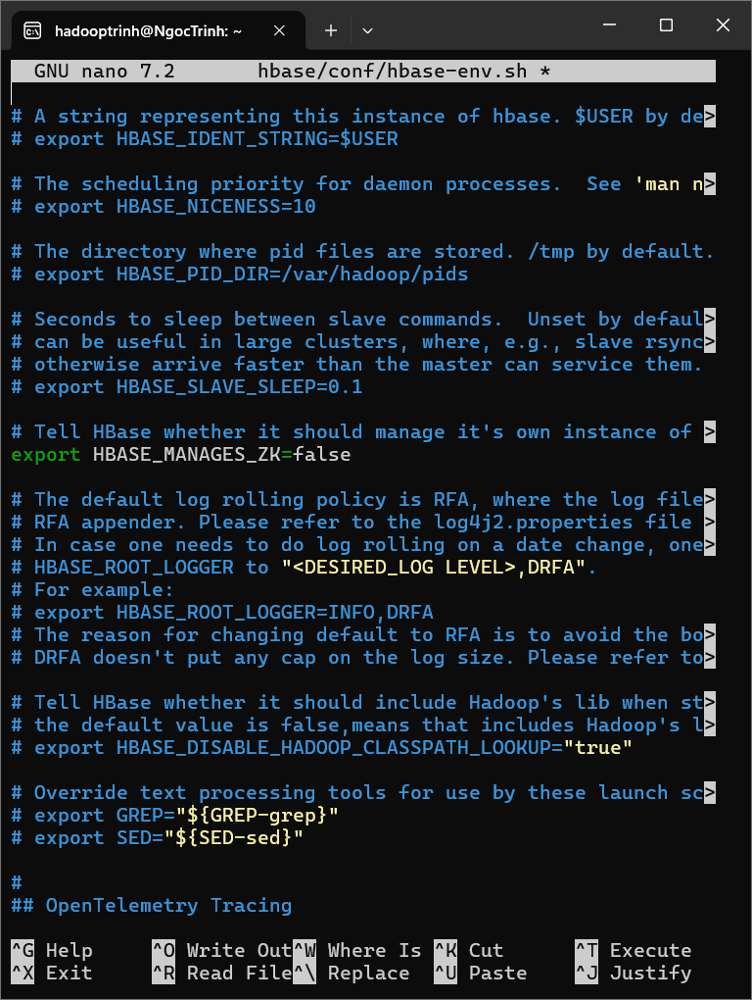 hadooptrinh@NgocTrinh: ~
GNU nano 7.2 hbase/conf/hbase-env.sh *
# A string representing this instance of hbase. $USER by de>
# export HBASE_IDENT_STRING=$USER
# The scheduling priority for daemon processes.  See 'man n>
# export HBASE_NICENESS=10
# The directory where pid files are stored. /tmp by default.
# export HBASE_PID_DIR=/var/hadoop/pids
# Seconds to sleep between slave commands.  Unset by defaul>
# can be useful in large clusters, where, e.g., slave rsync>
# otherwise arrive faster than the master can service them.
# export HBASE_SLAVE_SLEEP=0.1
# Tell HBase whether it should manage it's own instance of >
export HBASE_MANAGES_ZK=false
# The default log rolling policy is RFA, where the log file>
# RFA appender. Please refer to the log4j2.properties file >
# In case one needs to do log rolling on a date change, one>
# HBASE_ROOT_LOGGER to "<DESIRED_LOG LEVEL>,DRFA".
# For example:
# export HBASE_ROOT_LOGGER=INFO,DRFA
# The reason for changing default to RFA is to avoid the bo>
# DRFA doesn't put any cap on the log size. Please refer to>
# Tell HBase whether it should include Hadoop's lib when st>
# the default value is false,means that includes Hadoop's l>
# export HBASE_DISABLE_HADOOP_CLASSPATH_LOOKUP="true"
# Override text processing tools for use by these launch sc>
# export GREP="${GREP-grep}"
# export SED="${SED-sed}"
#
## OpenTelemetry Tracing
^G Help ^O Write Out ^W Where Is ^K Cut ^T Execute
^X Exit ^R Read File ^\ Replace ^U Paste ^J Justify